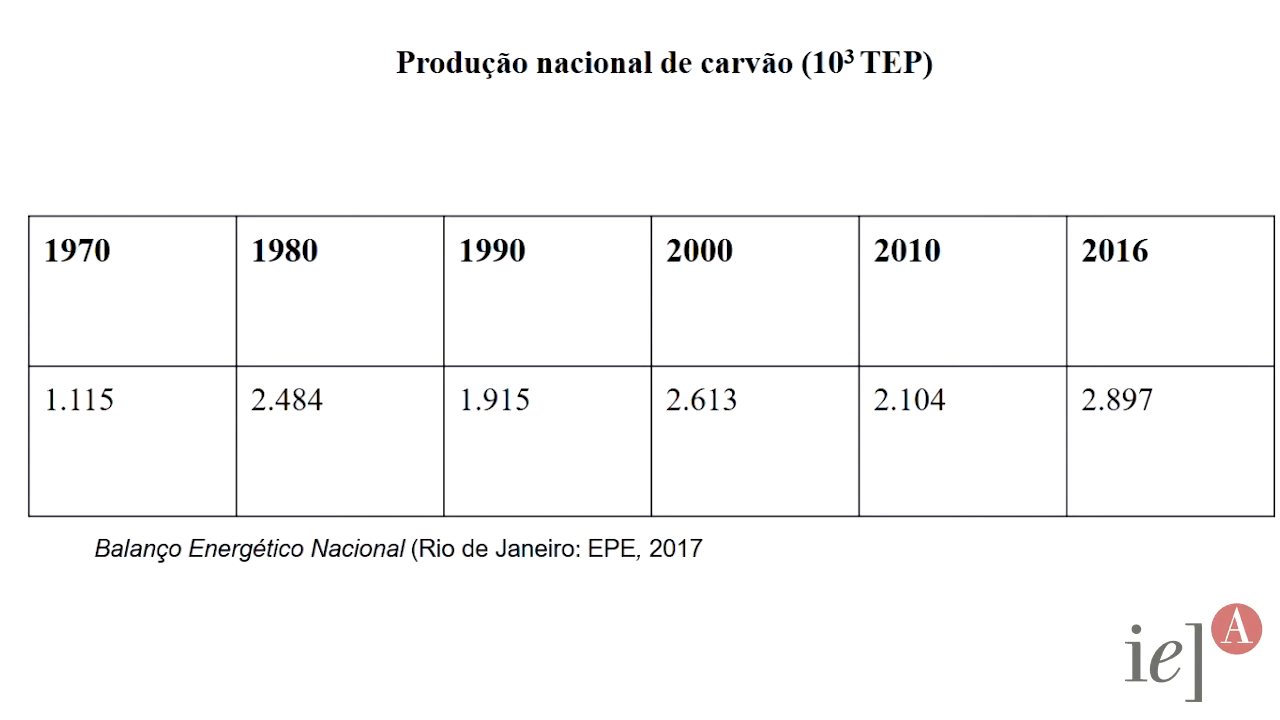 Produção nacional de carvão (10³ TEP)
1970 1980 1990 2000 2010 2016
1.115 2.484 1.915 2.613 2.104 2.897
Balanço Energético Nacional (Rio de Janeiro: EPE, 2017
ie]A